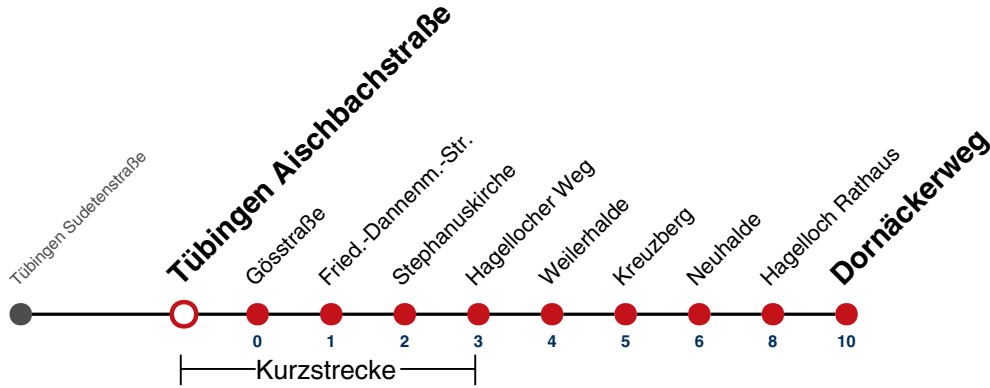 Tübingen Sudetenstraße
Tübingen Aischbachstraße
Gösstraße
Fried.-Dannenm.-Str.
Stephanuskirche
Hagellocher Weg
Weilerhalde
Kreuzberg
Neuhalde
Hagelloch Rathaus
Dornäckerweg
0 1 2 3 4 5 6 8 10
Kurzstrecke